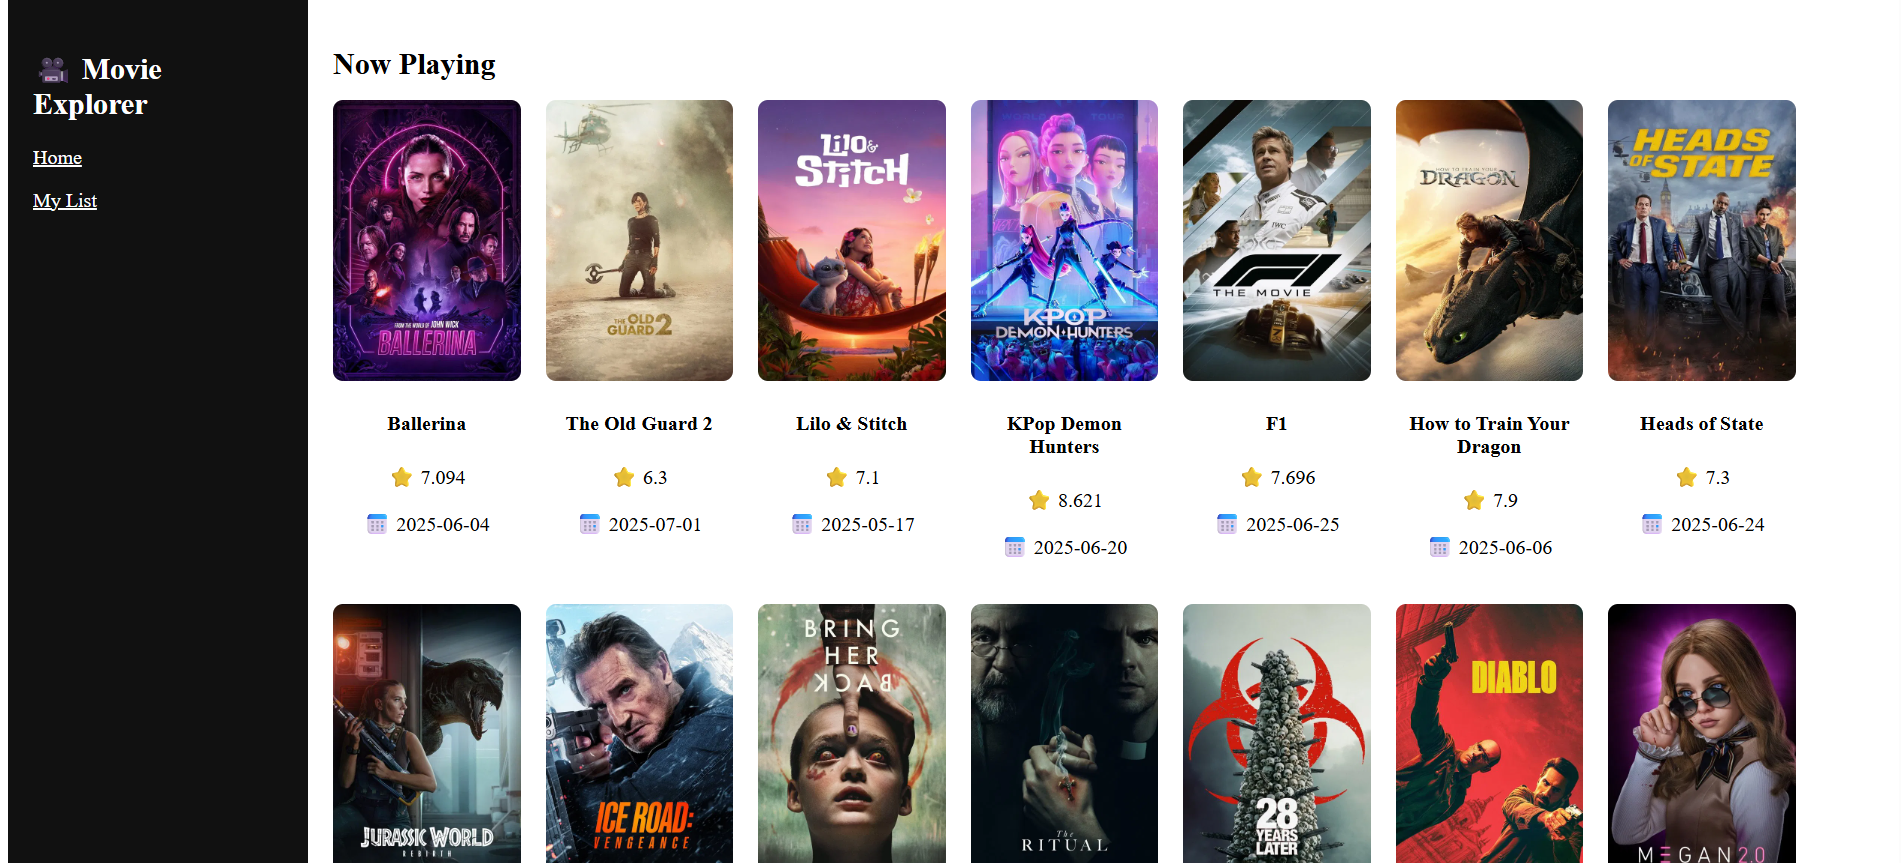 Movie
Explorer
Home
My List
Now Playing
FROM THE WORLD OF JOHN WICK
BALLERINA
THE OLD
GUARD 2
Lilo &
Stitch
WORLD TOUR
KPOP
DEMON HUNTERS
F1
THE MOVIE
HOW TO TRAIN YOUR
DRAGON
HEADS
OF STATE
Ballerina
The Old Guard 2
Lilo & Stitch
KPop Demon
Hunters
F1
How to Train Your
Dragon
Heads of State
7.094
6.3
7.1
8.621
7.696
7.9
7.3
2025-06-04
2025-07-01
2025-05-17
2025-06-20
2025-06-25
2025-06-06
2025-06-24
JURASSIC WORLD
REBIRTH
ICE ROAD:
VENGEANCE
BRING
HER
BACK
The
RITUAL
28
YEARS
LATER
DIABLO
M3GAN 2.0